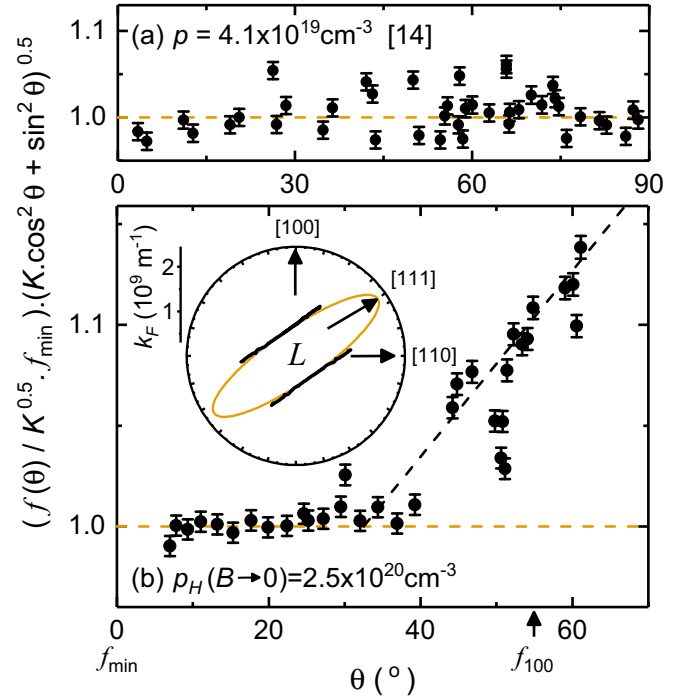 (a) p = 4.1x10¹⁹cm⁻³ [14]
1.1
1.0
0 30 60 90
(f(θ) / K⁰·⁵. f_min).(K.cos² θ + sin² θ)⁰·⁵
[100]
k_F (10⁹ m⁻¹)
2
1
[111]
L
[110]
1.1
1.0
(b) p_H(B→0)=2.5x10²⁰cm⁻³
0 20 40 60
f_min f₁₀₀
θ (°)